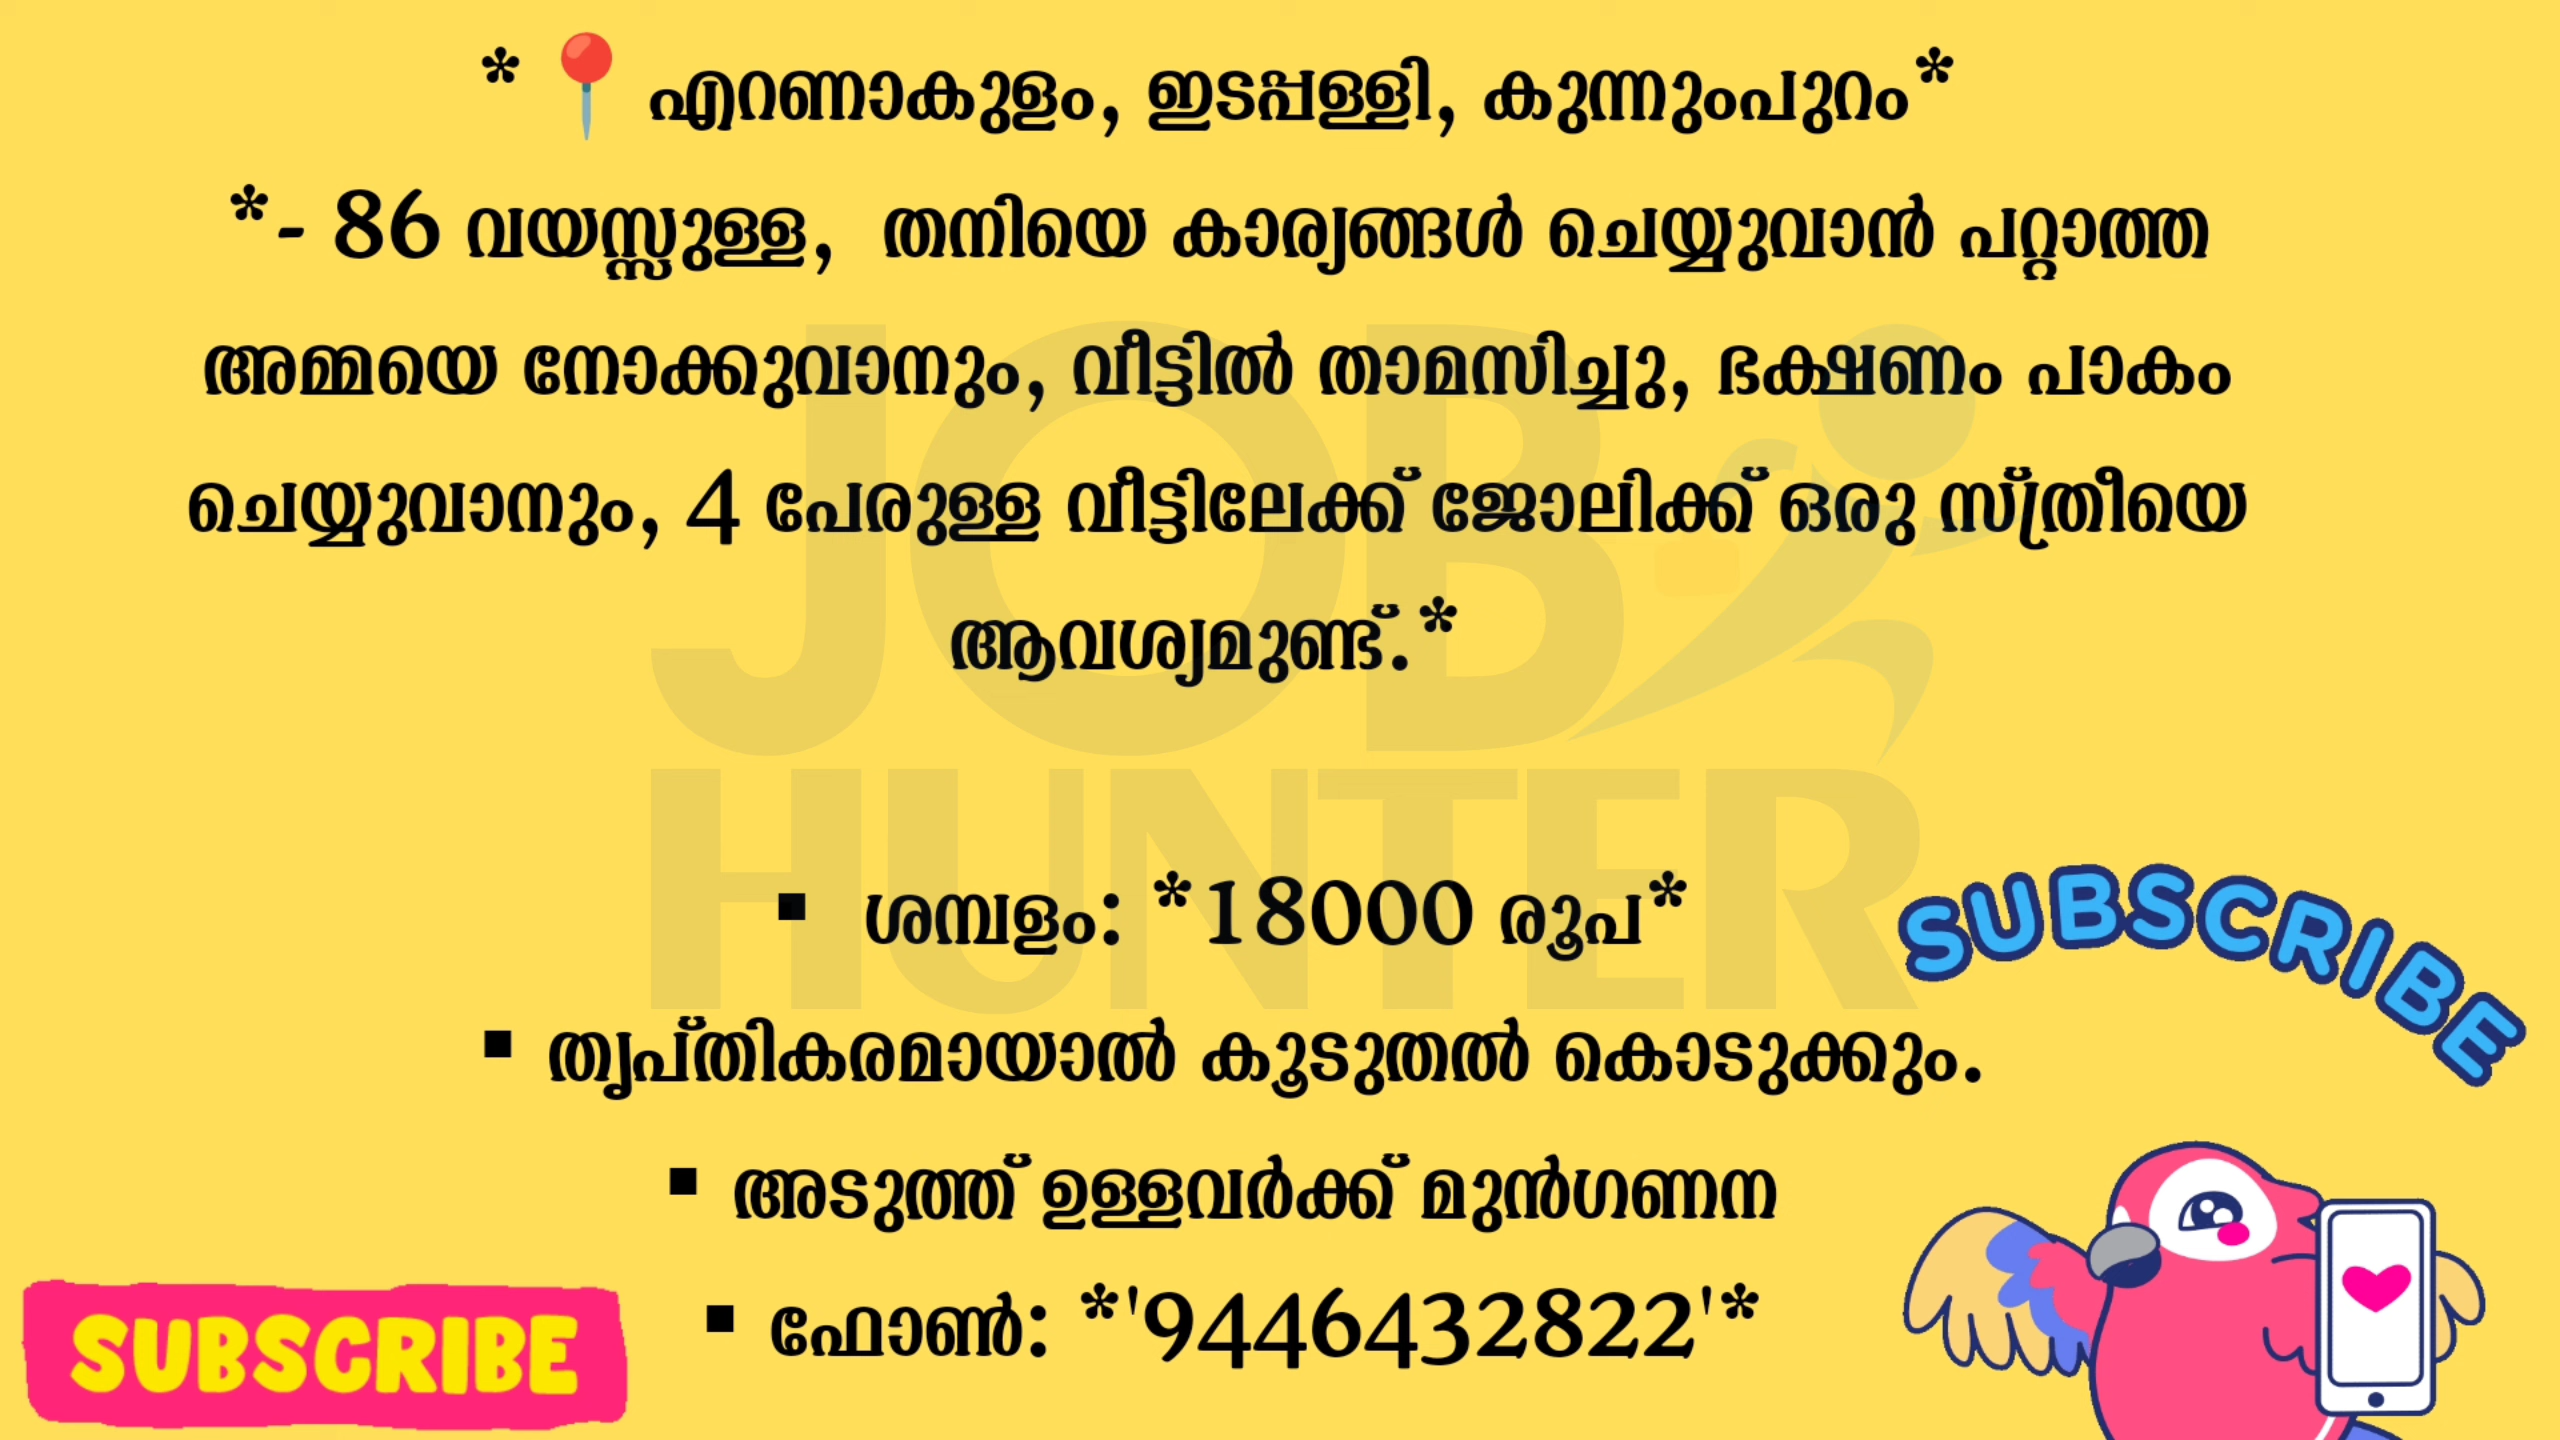 *📍എറണാകുളം, ഇടപ്പള്ളി, കുന്നുംപുറം*
*- 86 വയസ്സുള്ള, തനിയെ കാര്യങ്ങൾ ചെയ്യുവാൻ പറ്റാത്ത
അമ്മയെ നോക്കുവാനും, വീട്ടിൽ താമസിച്ചു, ഭക്ഷണം പാകം
ചെയ്യുവാനും, 4 പേരുള്ള വീട്ടിലേക്ക് ജോലിക്ക് ഒരു സ്ത്രീയെ
ആവശ്യമുണ്ട്.*
JOB
HUNTER
▪ ശമ്പളം: *18000 രൂപ*
▪ തൃപ്തികരമായാൽ കൂടുതൽ കൊടുക്കും.
▪ അടുത്ത് ഉള്ളവർക്ക് മുൻഗണന
▪ ഫോൺ: *'9446432822'*
SUBSCRIBE
SUBSCRIBE